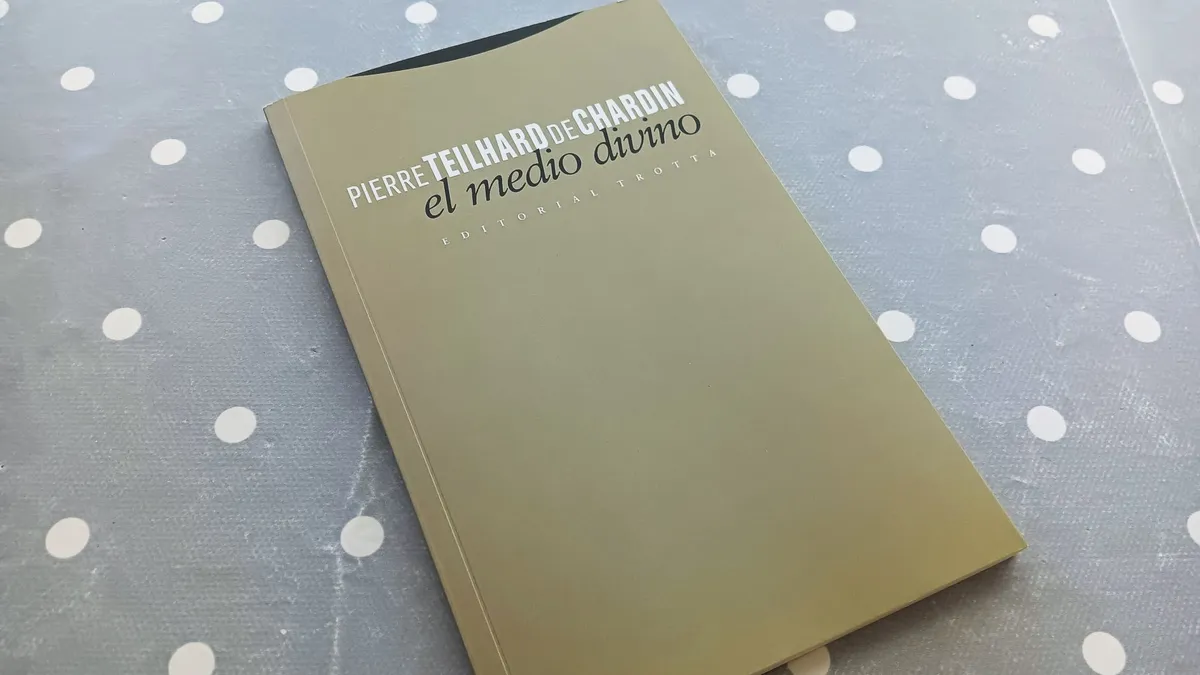 PIERRE TEILHARD DE CHARDIN
el medio divino
EDITORIAL TROTTA